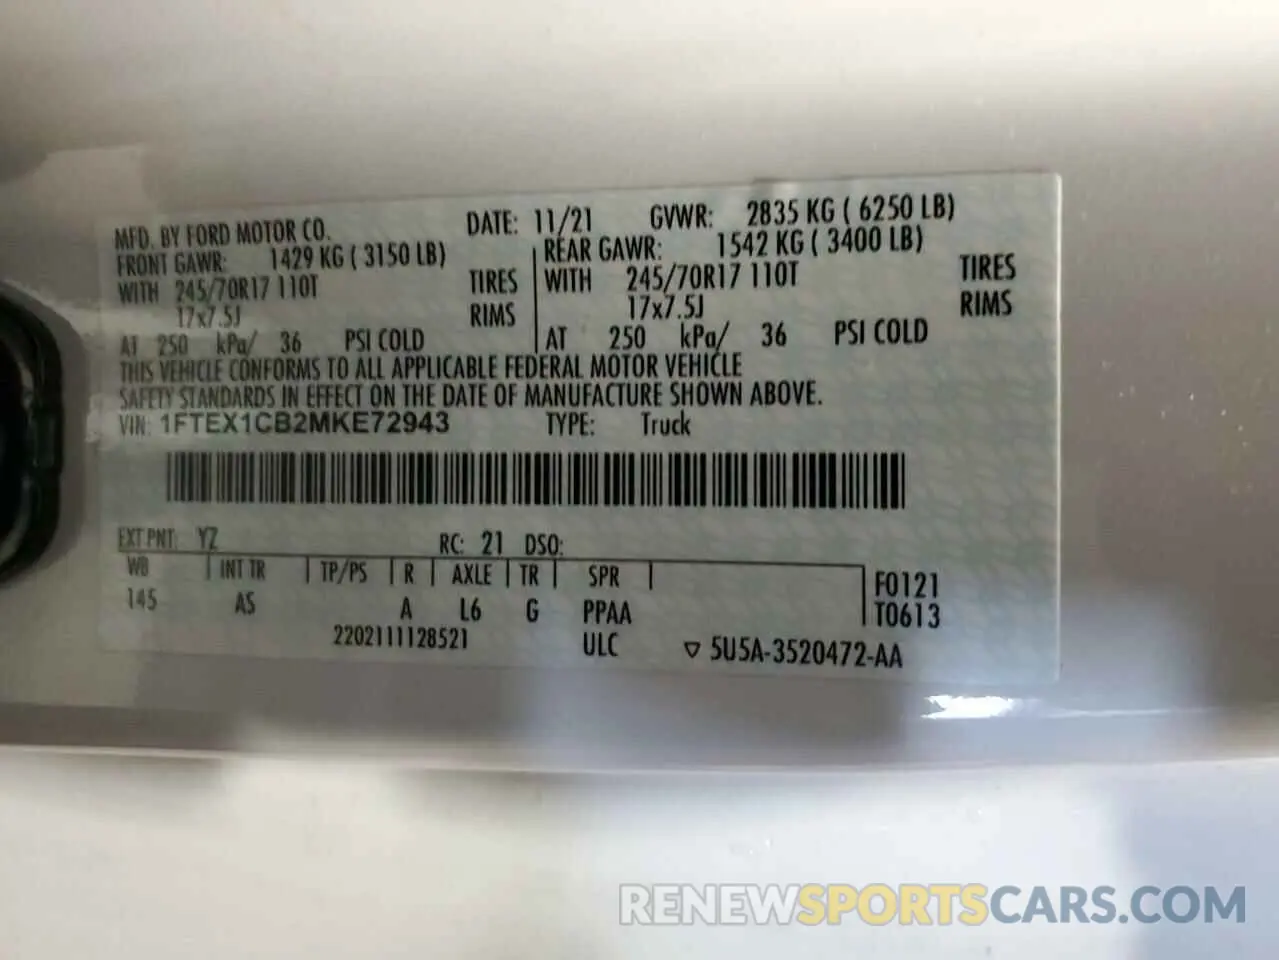 MFD. BY FORD MOTOR CO. DATE: 11/21 GVWR: 2835 KG ( 6250 LB)
FRONT GAWR: 1429 KG ( 3150 LB) REAR GAWR: 1542 KG ( 3400 LB)
WITH 245/70R17 110T TIRES WITH 245/70R17 110T TIRES
17x7.5J RIMS 17x7.5J RIMS
AT 250 kPa/ 36 PSI COLD AT 250 kPa/ 36 PSI COLD
THIS VEHICLE CONFORMS TO ALL APPLICABLE FEDERAL MOTOR VEHICLE
SAFETY STANDARDS IN EFFECT ON THE DATE OF MANUFACTURE SHOWN ABOVE.
VIN: 1FTEX1CB2MKE72943 TYPE: Truck
EXT PNT: YZ RC: 21 DSO:
WB INT TR TP/PS R AXLE TR SPR F0121
145 AS A L6 G PPAA T0613
2202111128521 ULC ▽ 5U5A-3520472-AA
RENEWSPORTSCARS.COM